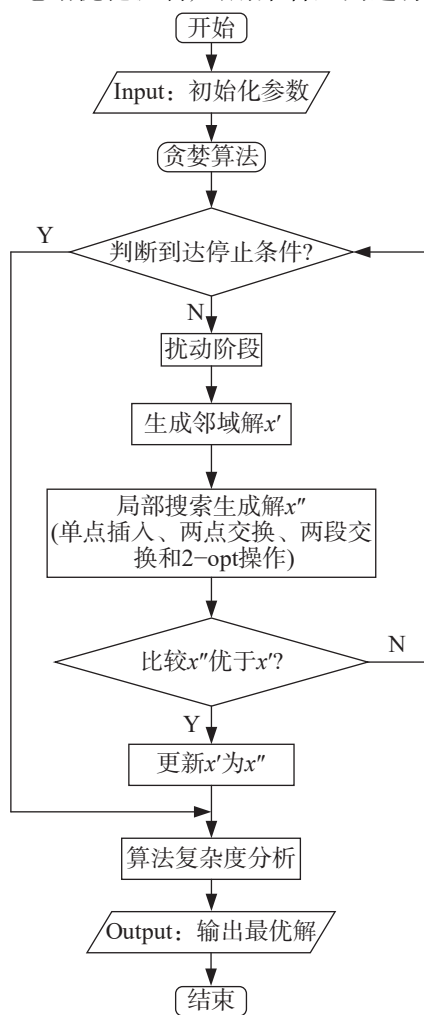 开始
Input：初始化参数
贪婪算法
Y
判断到达停止条件?
N
扰动阶段
生成邻域解x′
局部搜索生成解x″
(单点插入、两点交换、两段交
换和2−opt操作)
比较x″优于x′?
N
Y
更新x′为x″
算法复杂度分析
Output：输出最优解
结束